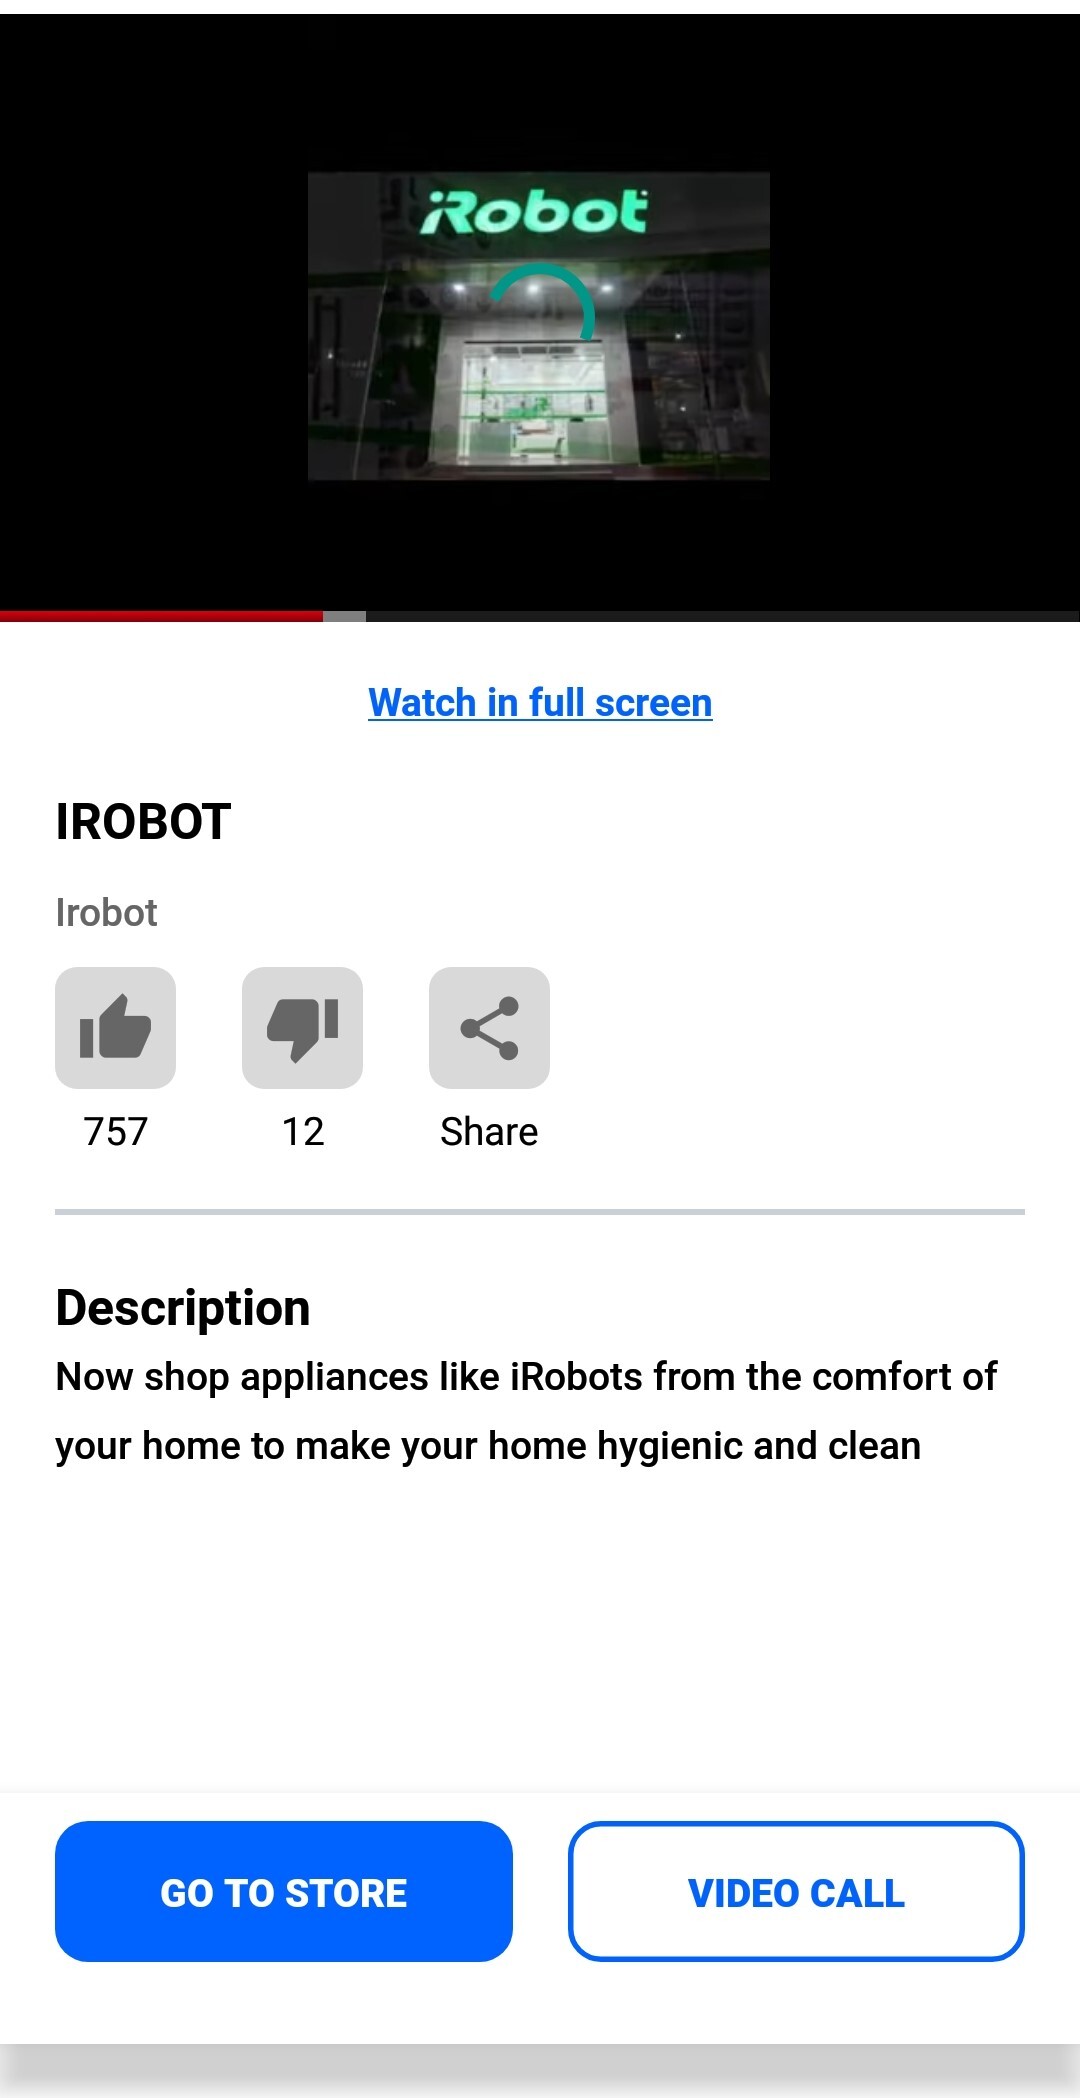 iRobot
Watch in full screen
IROBOT
Irobot
757
12
Share
Description
Now shop appliances like iRobots from the comfort of
your home to make your home hygienic and clean
GO TO STORE
VIDEO CALL